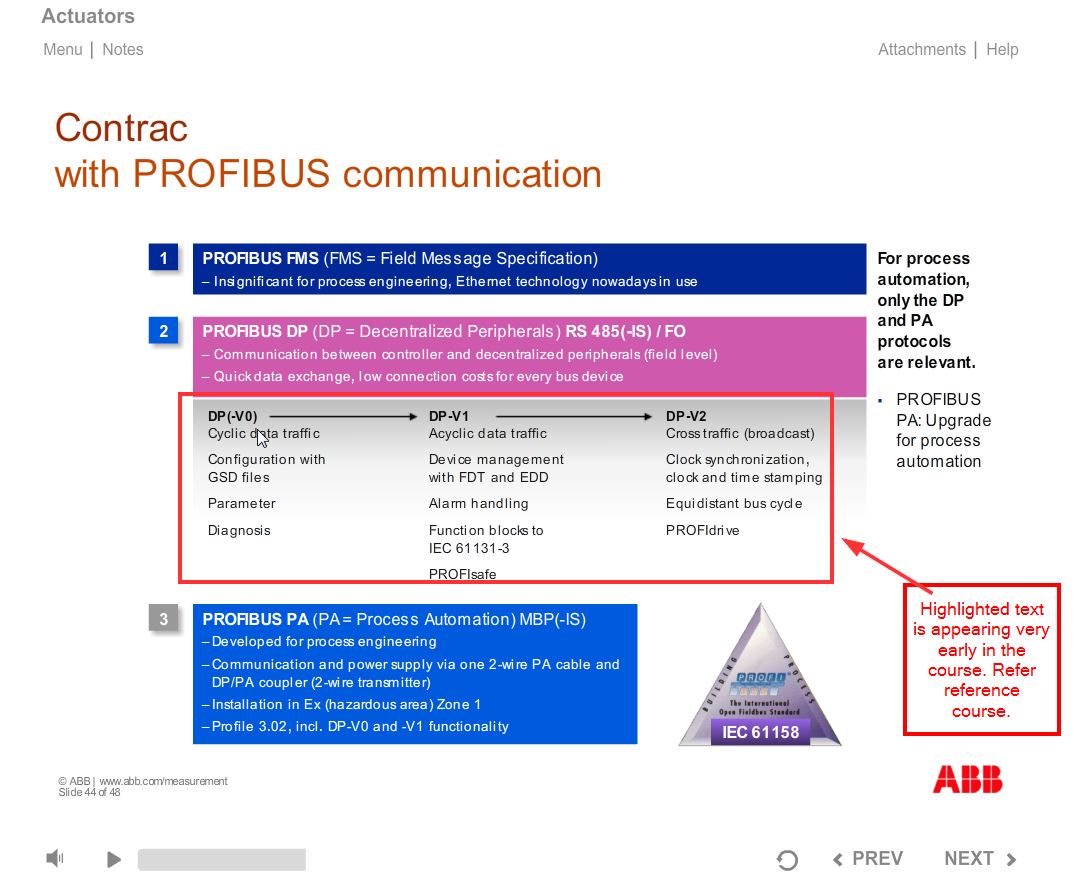 Actuators
Menu | Notes
Attachments | Help
Contrac
with PROFIBUS communication
1
PROFIBUS FMS (FMS = Field Message Specification)
– Insignificant for process engineering, Ethernet technology nowadays in use
2
PROFIBUS DP (DP = Decentralized Peripherals) RS 485(-IS) / FO
– Communication between controller and decentralized peripherals (field level)
– Quick data exchange, low connection costs for every bus device
DP(-V0)
Cyclic data traffic
Configuration with
GSD files
Parameter
Diagnosis
DP-V1
Acyclic data traffic
Device management
with FDT and EDD
Alarm handling
Function blocks to
IEC 61131-3
PROFIsafe
DP-V2
Cross traffic (broadcast)
Clock synchronization,
clock and time stamping
Equidistant bus cycle
PROFIdrive
3
PROFIBUS PA (PA = Process Automation) MBP(-IS)
– Developed for process engineering
– Communication and power supply via one 2-wire PA cable and
DP/PA coupler (2-wire transmitter)
– Installation in Ex (hazardous area) Zone 1
– Profile 3.02, incl. DP-V0 and -V1 functionality
For process
automation,
only the DP
and PA
protocols
are relevant.
▪ PROFIBUS
PA: Upgrade
for process
automation
Highlighted text
is appearing very
early in the
course. Refer
reference
course.
BUILDING PROCESS
PROFI
BUS
The International
Open Fieldbus Standard
IEC 61158
© ABB | www.abb.com/measurement
Slide 44 of 48
ABB
PREV
NEXT